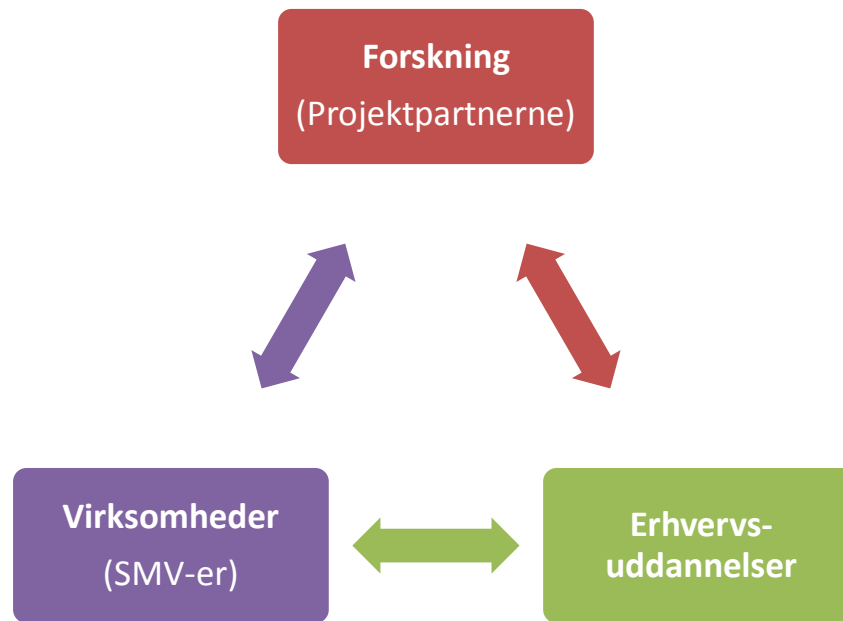 Forskning
(Projektpartnerne)
Virksomheder
(SMV-er)
Erhvervs-
uddannelser